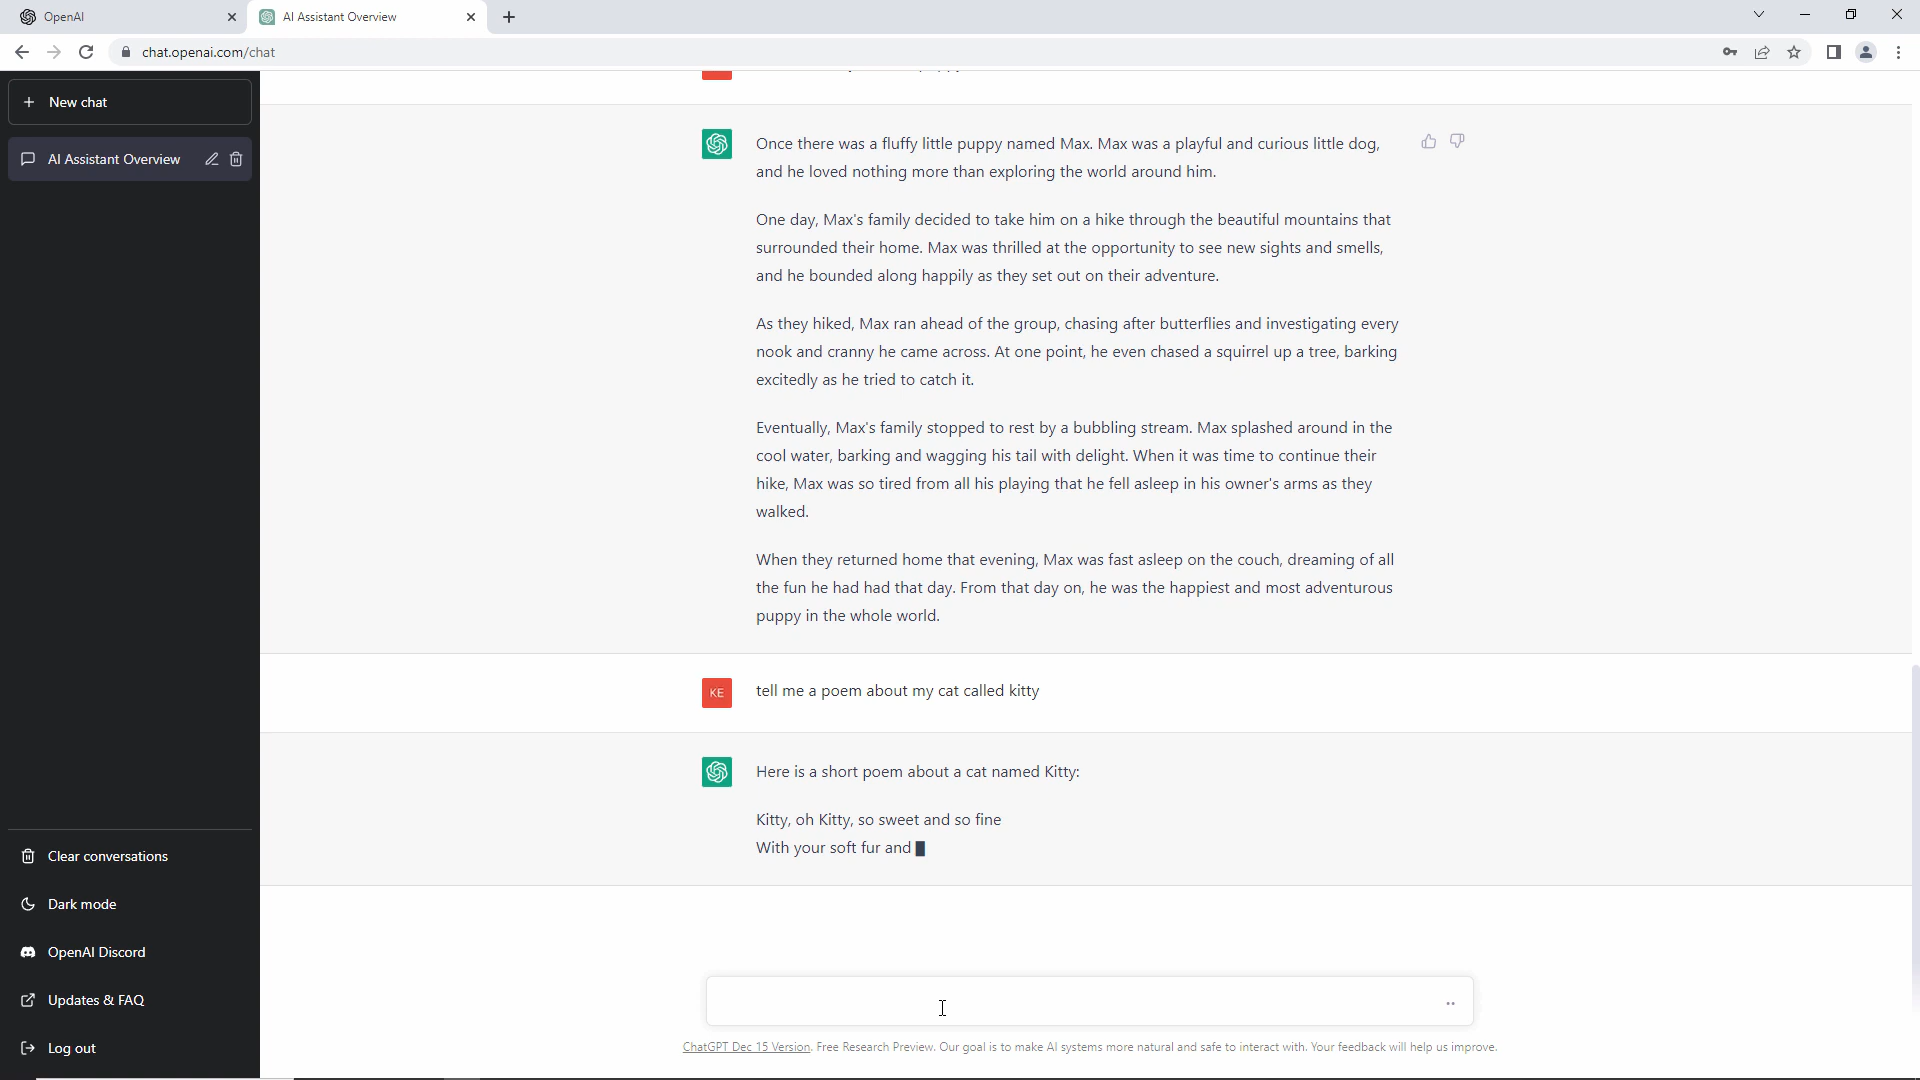 OpenAI
AI Assistant Overview
chat.openai.com/chat
New chat
AI Assistant Overview
Once there was a fluffy little puppy named Max. Max was a playful and curious little dog,
and he loved nothing more than exploring the world around him.
One day, Max's family decided to take him on a hike through the beautiful mountains that
surrounded their home. Max was thrilled at the opportunity to see new sights and smells,
and he bounded along happily as they set out on their adventure.
As they hiked, Max ran ahead of the group, chasing after butterflies and investigating every
nook and cranny he came across. At one point, he even chased a squirrel up a tree, barking
excitedly as he tried to catch it.
Eventually, Max's family stopped to rest by a bubbling stream. Max splashed around in the
cool water, barking and wagging his tail with delight. When it was time to continue their
hike, Max was so tired from all his playing that he fell asleep in his owner's arms as they
walked.
When they returned home that evening, Max was fast asleep on the couch, dreaming of all
the fun he had had that day. From that day on, he was the happiest and most adventurous
puppy in the whole world.
KE
tell me a poem about my cat called kitty
Here is a short poem about a cat named Kitty:
Kitty, oh Kitty, so sweet and so fine
With your soft fur and
Clear conversations
Dark mode
OpenAI Discord
Updates & FAQ
Log out
ChatGPT Dec 15 Version. Free Research Preview. Our goal is to make AI systems more natural and safe to interact with. Your feedback will help us improve.